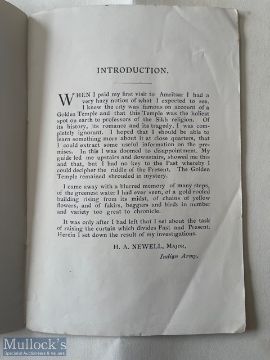 INTRODUCTION.
WHEN I paid my first visit to Amritsar I had a
very hazy notion of what I expected to see.
I knew the city was famous on account of a
Golden Temple and that this Temple was the holiest
spot on earth to professors of the Sikh religion. Of
its history, its romance and its tragedy, I was com-
pletely ignorant. I hoped that I should be able to
learn something more about it at close quarters, that
I could extract some useful information on the pre-
mises. In this I was doomed to disappointment. My
guide led me upstairs and downstairs, showed me this
and that, but I had no key to the Past whereby I
could decipher the riddle of the Present. The Golden
Temple remained shrouded in mystery.
I came away with a blurred memory of many steps,
of the greenest water I had ever seen, of a gold roofed
building rising from its midst, of chains of yellow
flowers, and of fakirs, beggars and birds in number
and variety too great to chronicle.
It was only after I had left that I set about the task
of raising the curtain which divides Past and Present.
Herein I set down the result of my investigations.
H. A. NEWELL, Major,
Indian Army.
Mullock's
Specialist Auctioneers & Valuers